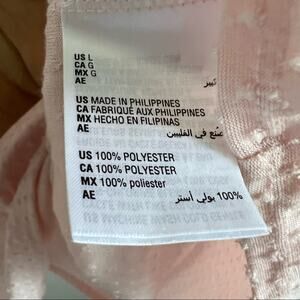 US L
CA G
MX G
AE كبير
US MADE IN PHILIPPINES
CA FABRIQUÉ AUX PHILIPPINES
MX HECHO EN FILIPINAS
AE صنع في الفلبين
US 100% POLYESTER
CA 100% POLYESTER
MX 100% poliester
AE 100% بولي أستر